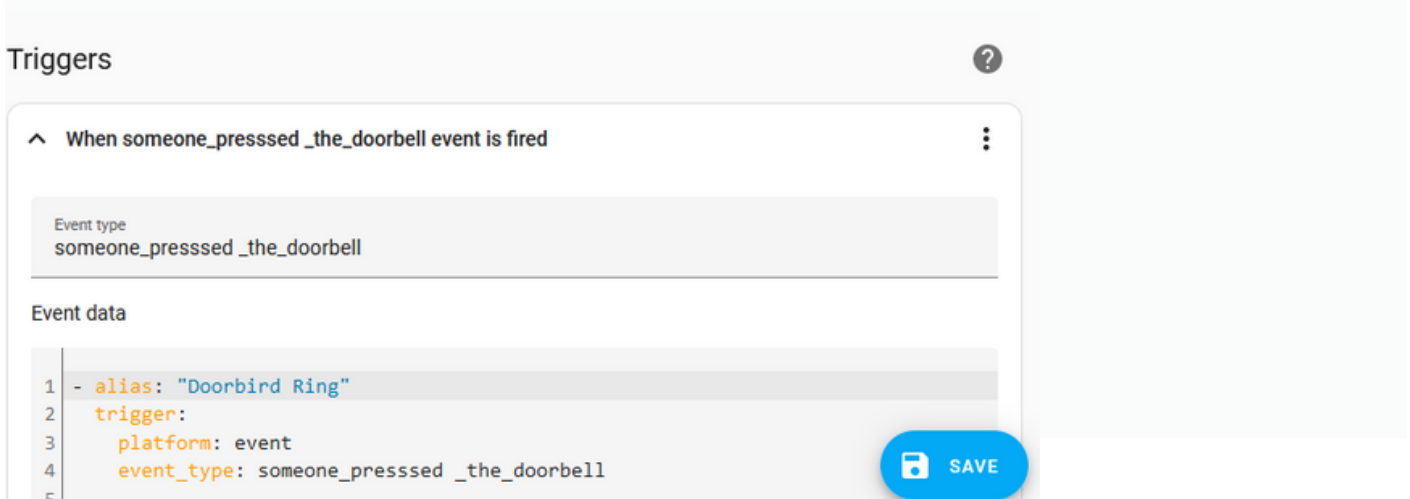 Triggers
When someone_presssed _the_doorbell event is fired
Event type
someone_presssed _the_doorbell
Event data
1 - alias: "Doorbird Ring"
2 trigger:
3 platform: event
4 event_type: someone_presssed _the_doorbell
5
SAVE